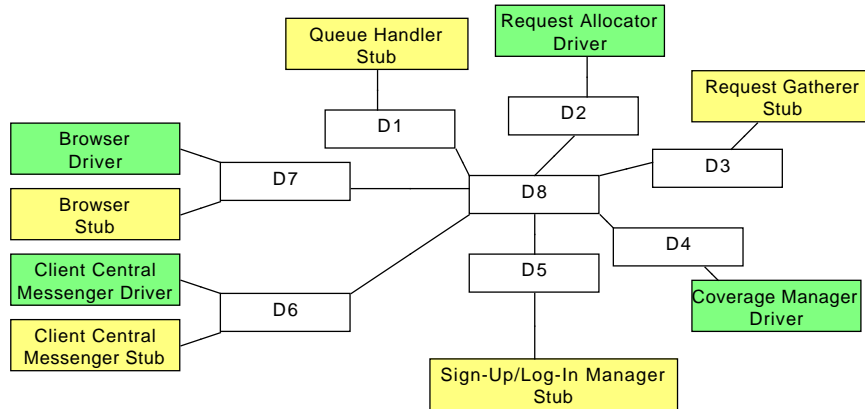 Queue Handler
Stub
Request Allocator
Driver
Request Gatherer
Stub
D1
D2
D3
Browser
Driver
D7
D8
Browser
Stub
D4
D5
Client Central
Messenger Driver
D6
Coverage Manager
Driver
Client Central
Messenger Stub
Sign-Up/Log-In Manager
Stub